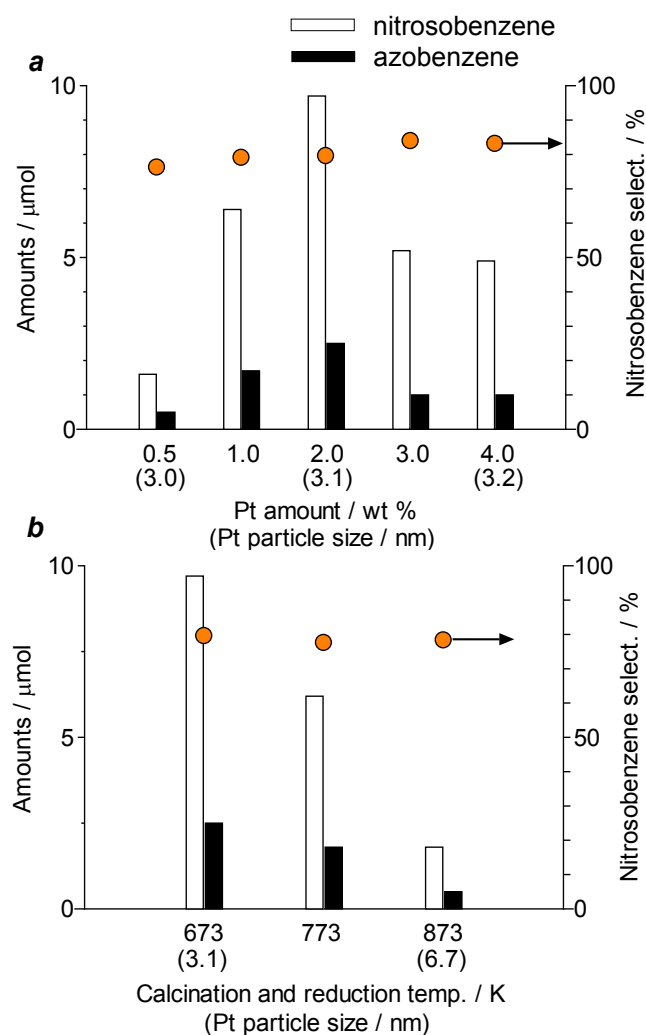 nitrosobenzene
azobenzene
a
10
5
0
100
50
0
Amounts / μmol
Nitrosobenzene select. / %
0.5 1.0 2.0 3.0 4.0
(3.0) (3.1) (3.2)
Pt amount / wt %
(Pt particle size / nm)
b
10
5
0
100
50
0
Amounts / μmol
Nitrosobenzene select. / %
673 773 873
(3.1) (6.7)
Calcination and reduction temp. / K
(Pt particle size / nm)